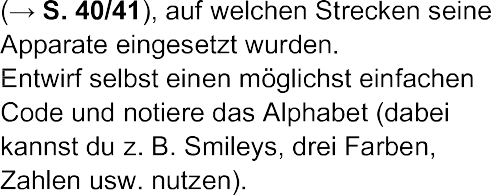 (→ S. 40/41), auf welchen Strecken seine
Apparate eingesetzt wurden.
Entwirf selbst einen möglichst einfachen
Code und notiere das Alphabet (dabei
kannst du z. B. Smileys, drei Farben,
Zahlen usw. nutzen).